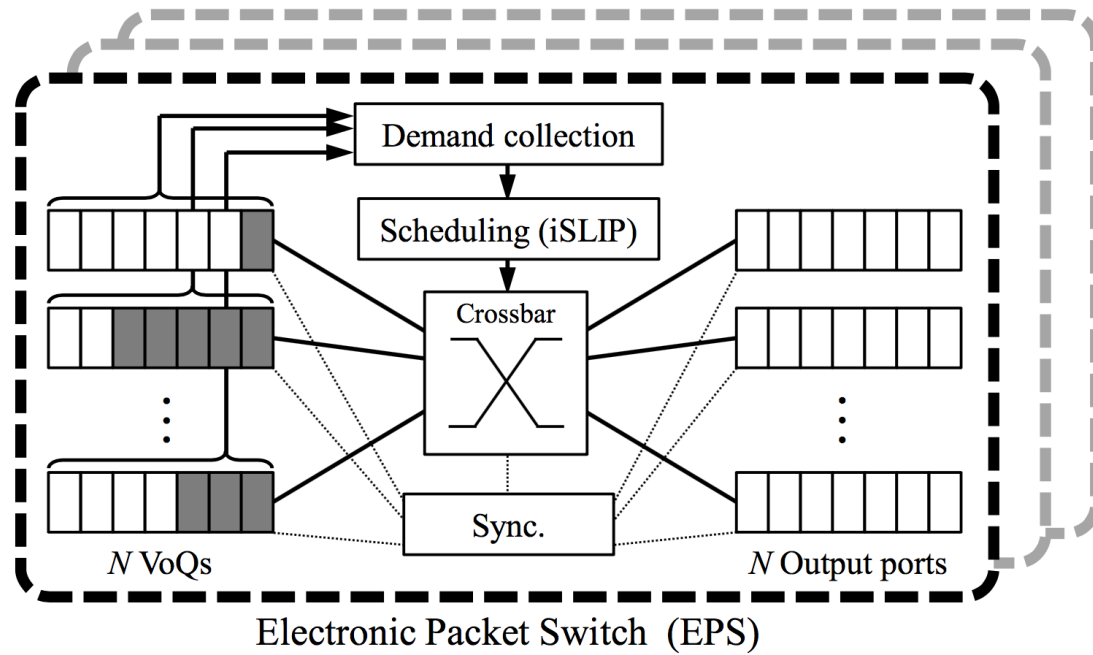 Demand collection
Scheduling (iSLIP)
Crossbar
Sync.
N VoQs
N Output ports
Electronic Packet Switch (EPS)